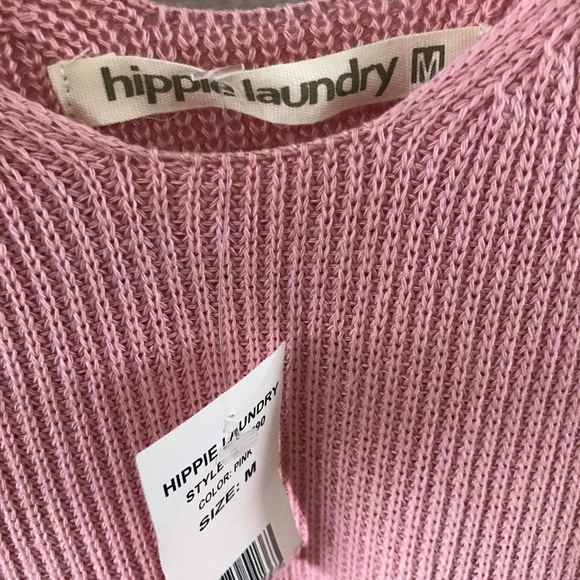 hippie laundry M
HIPPIE LAUNDRY
STYLE
COLOR: PINK
SIZE: M